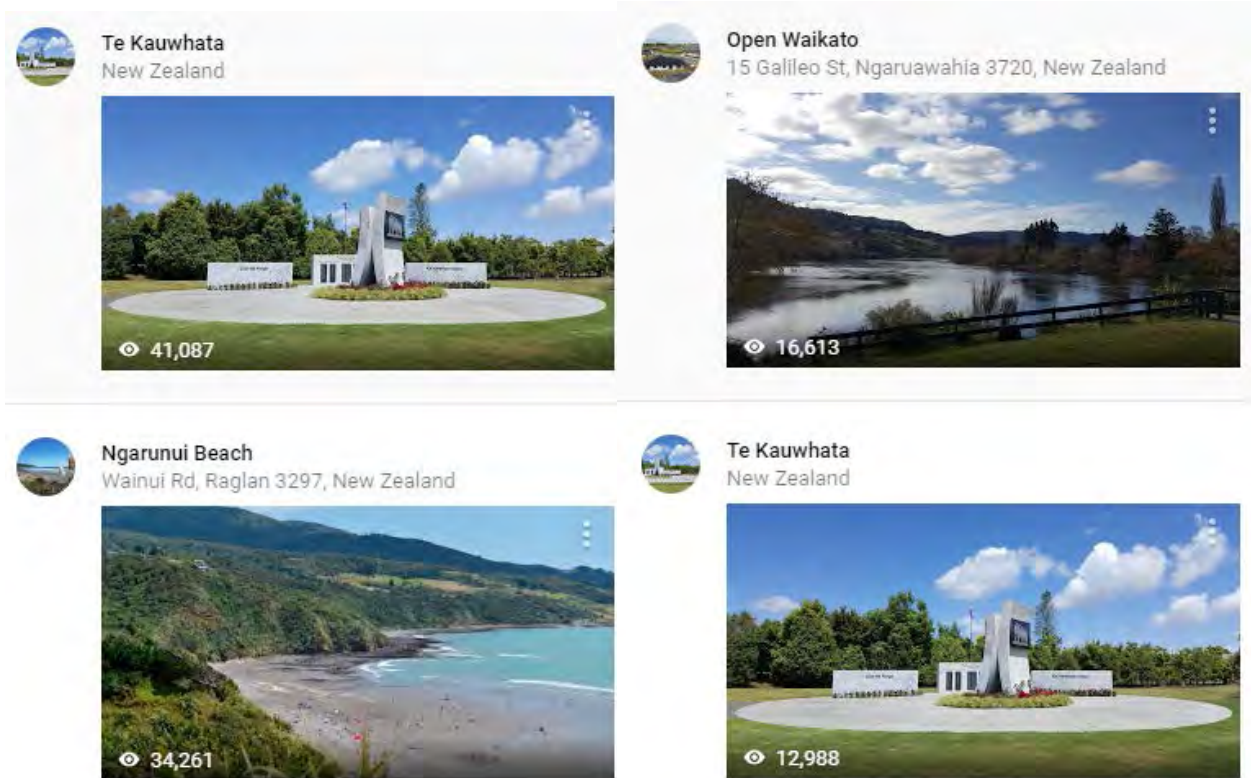 Te Kauwhata
New Zealand
41,087
Open Waikato
15 Galileo St, Ngaruawahia 3720, New Zealand
16,613
Ngarunui Beach
Wainui Rd, Raglan 3297, New Zealand
34,261
Te Kauwhata
New Zealand
12,988